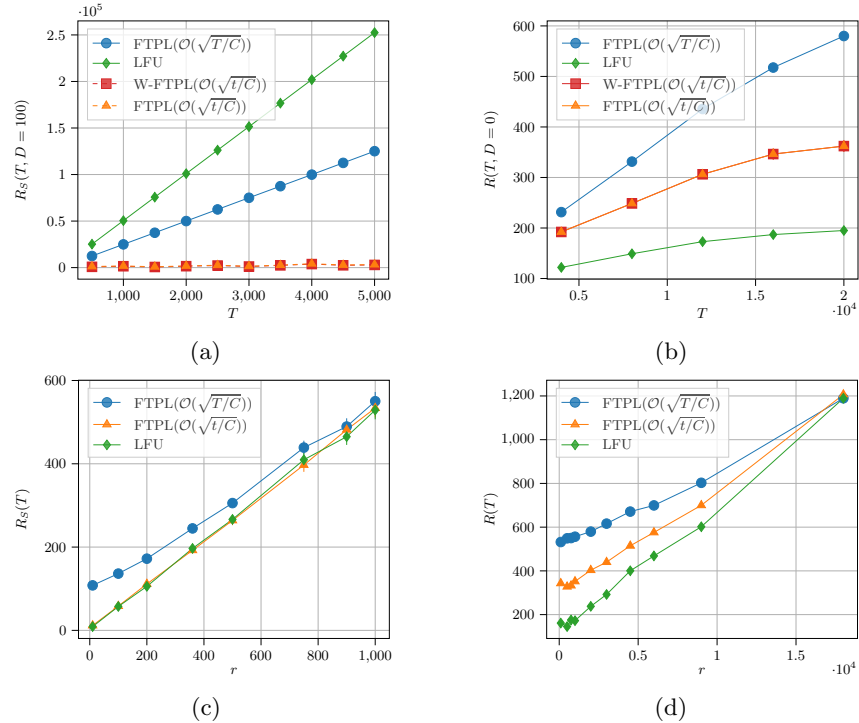 ·10^5
2.5
2
1.5
1
0.5
0
1,000 2,000 3,000 4,000 5,000
T
R_S(T, D = 100)
FTPL(𝒪(√T/C))
LFU
W-FTPL(𝒪(√t/C))
FTPL(𝒪(√t/C))
(a)
600
500
400
300
200
100
0.5 1 1.5 2
·10^4
T
R(T, D = 0)
FTPL(𝒪(√T/C))
LFU
W-FTPL(𝒪(√t/C))
FTPL(𝒪(√t/C))
(b)
600
400
200
0
0 200 400 600 800 1,000
r
R_S(T)
FTPL(𝒪(√T/C))
FTPL(𝒪(√t/C))
LFU
(c)
1,200
1,000
800
600
400
200
0 0.5 1 1.5
·10^4
r
R(T)
FTPL(𝒪(√T/C))
FTPL(𝒪(√t/C))
LFU
(d)